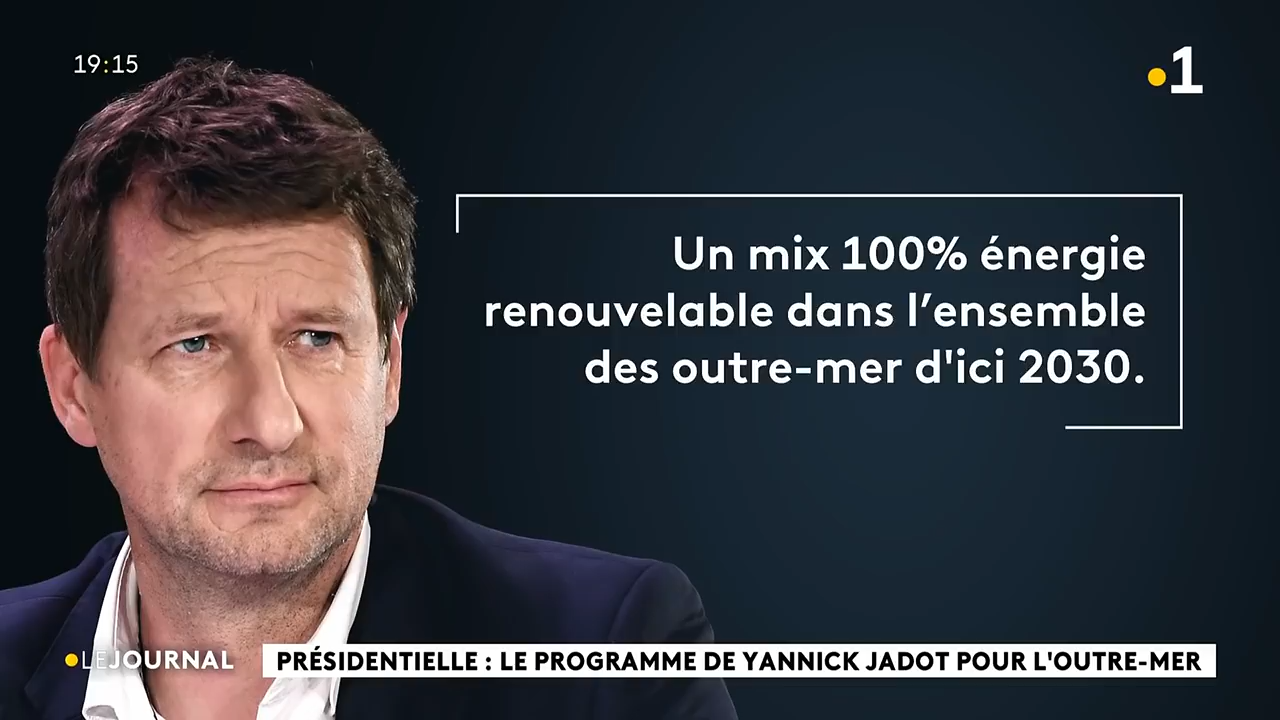 19:15
1
Un mix 100% énergie
renouvelable dans l’ensemble
des outre-mer d'ici 2030.
LEJOURNAL
PRÉSIDENTIELLE : LE PROGRAMME DE YANNICK JADOT POUR L'OUTRE-MER